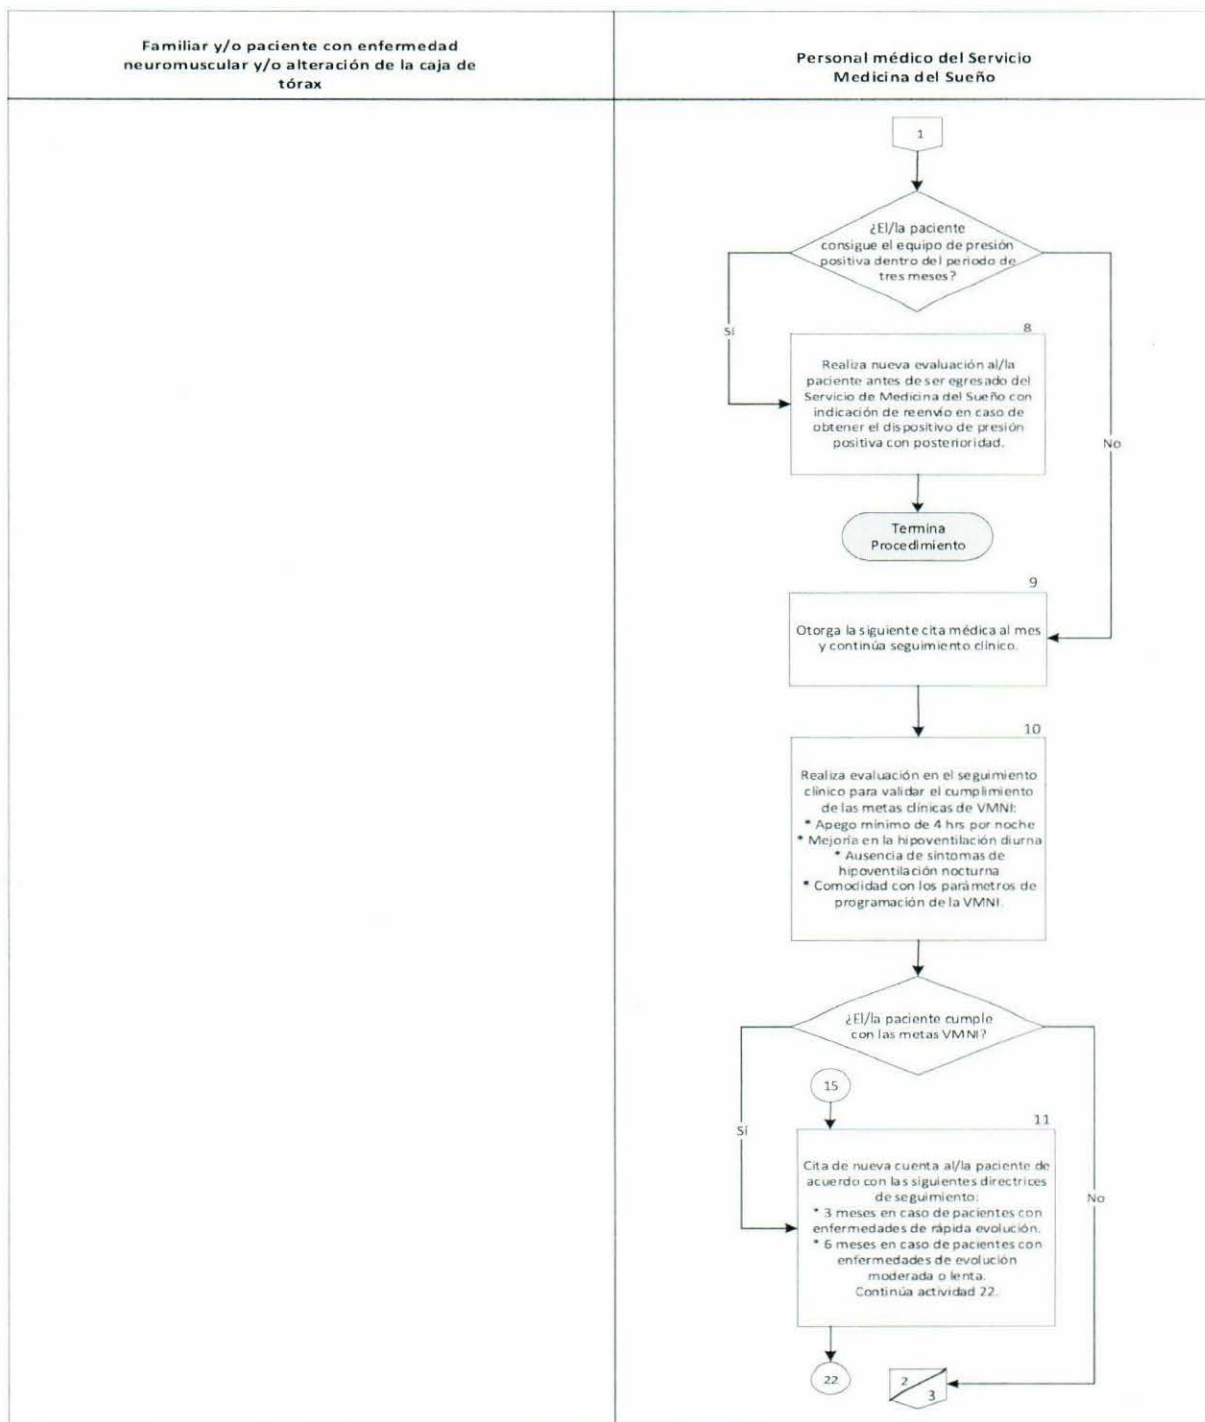 Familiar y/o paciente con enfermedad
neuromuscular y/o alteración de la caja de
tórax
Personal médico del Servicio
Medicina del Sueño
1
¿El/la paciente
consigue el equipo de presión
positiva dentro del periodo de
tres meses?
Sí
No
8
Realiza nueva evaluación al/la
paciente antes de ser egresado del
Servicio de Medicina del Sueño con
indicación de reenvío en caso de
obtener el dispositivo de presión
positiva con posterioridad.
Termina
Procedimiento
9
Otorga la siguiente cita médica al mes
y continúa seguimiento clínico.
10
Realiza evaluación en el seguimiento
clínico para validar el cumplimiento
de las metas clínicas de VMNI:
* Apego mínimo de 4 hrs por noche
* Mejoría en la hipoventilación diurna
* Ausencia de síntomas de
hipoventilación nocturna
* Comodidad con los parámetros de
programación de la VMNI.
¿El/la paciente cumple
con las metas VMNI?
Sí
No
15
11
Cita de nueva cuenta al/la paciente de
acuerdo con las siguientes directrices
de seguimiento:
* 3 meses en caso de pacientes con
enfermedades de rápida evolución.
* 6 meses en caso de pacientes con
enfermedades de evolución
moderada o lenta.
Continúa actividad 22.
22
2
3